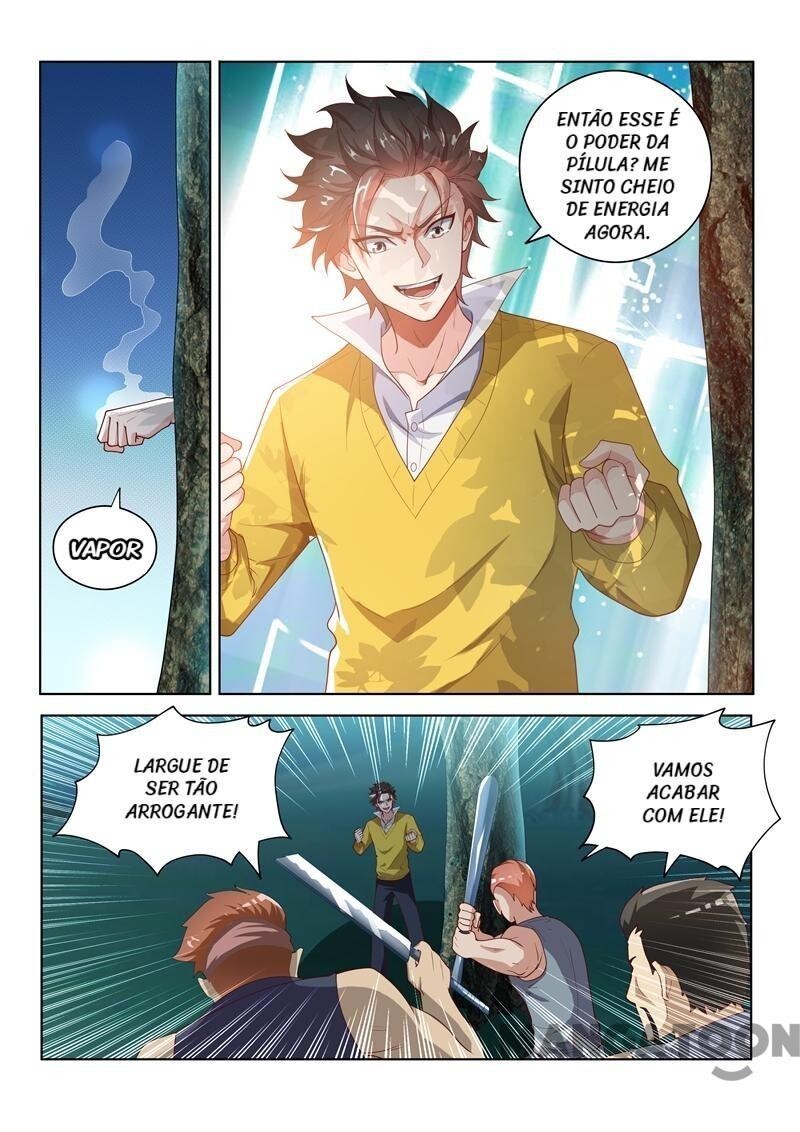 ENTÃO ESSE É
O PODER DA
PÍLULA? ME
SINTO CHEIO
DE ENERGIA
AGORA.
VAPOR
LARGUE DE
SER TÃO
ARROGANTE!
VAMOS
ACABAR
COM ELE!